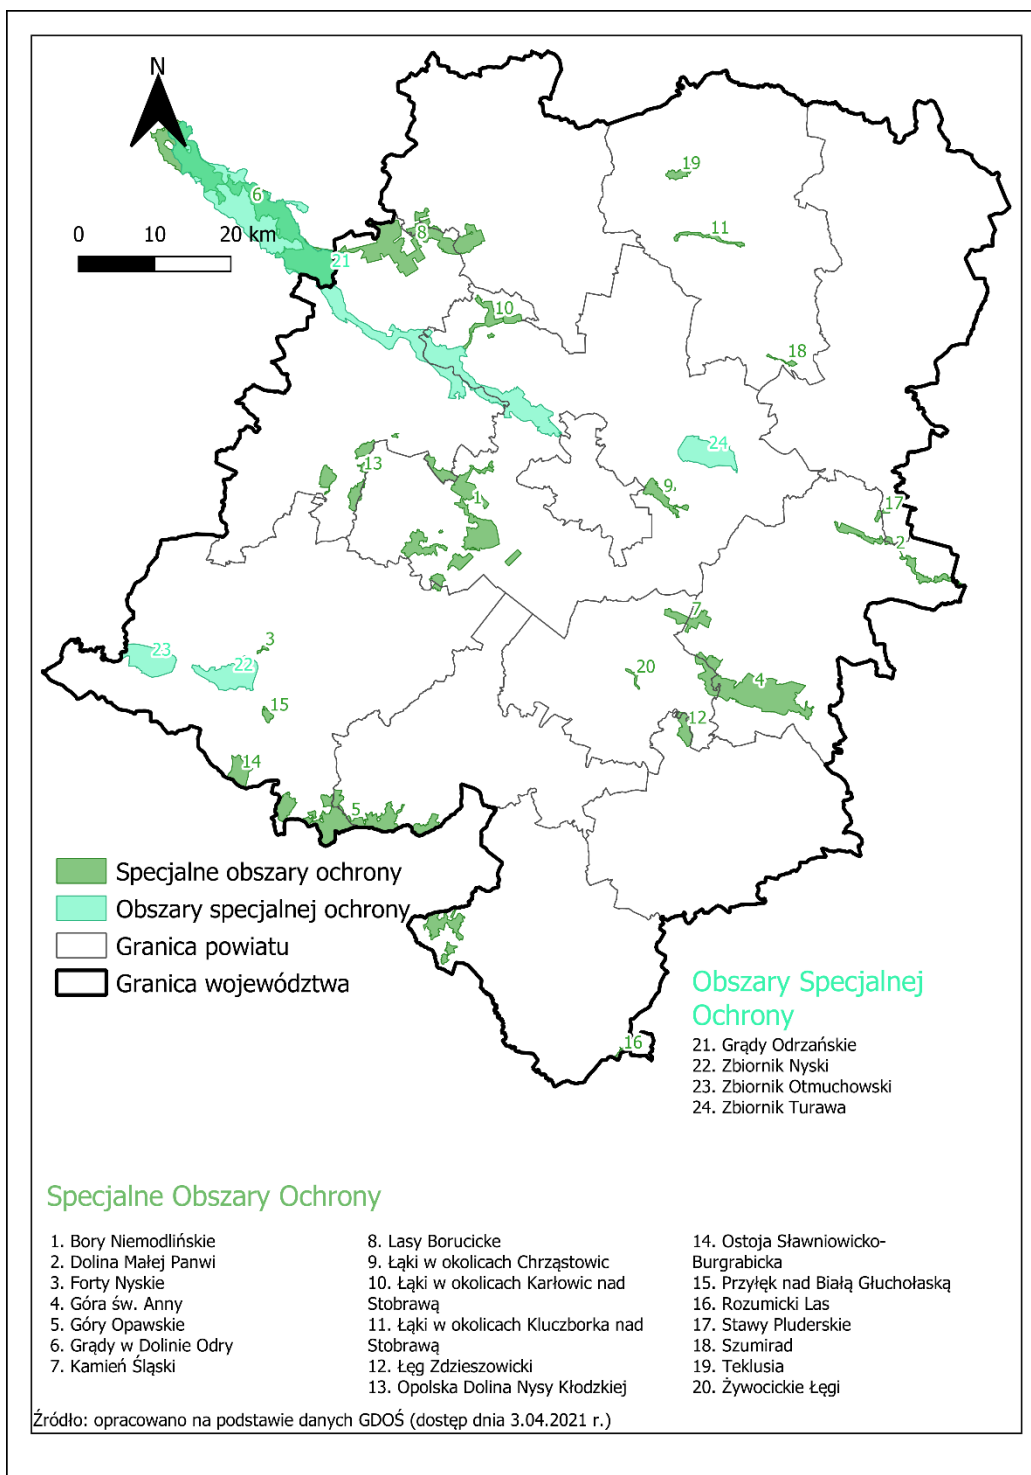 N
19
6
11
8
0 10 20 km
21
10
18
24
13
9
1
17
2
7
3
23
22
20
4
15
12
14
5
Specjalne obszary ochrony
Obszary specjalnej ochrony
Granica powiatu
Granica województwa
16
Obszary Specjalnej
Ochrony
21. Grądy Odrzańskie
22. Zbiornik Nyski
23. Zbiornik Otmuchowski
24. Zbiornik Turawa
Specjalne Obszary Ochrony
1. Bory Niemodlińskie
2. Dolina Małej Panwi
3. Forty Nyskie
4. Góra św. Anny
5. Góry Opawskie
6. Grądy w Dolinie Odry
7. Kamień Śląski
8. Lasy Borucicke
9. Łąki w okolicach Chrząstowic
10. Łąki w okolicach Karłowic nad
Stobrawą
11. Łąki w okolicach Kluczborka nad
Stobrawą
12. Łęg Zdzieszowicki
13. Opolska Dolina Nysy Kłodzkiej
14. Ostoja Sławniowicko-
Burgrabicka
15. Przyłęk nad Białą Głuchołaską
16. Rozumicki Las
17. Stawy Pluderskie
18. Szumirad
19. Teklusia
20. Żywocickie Łęgi
Źródło: opracowano na podstawie danych GDOŚ (dostęp dnia 3.04.2021 r.)